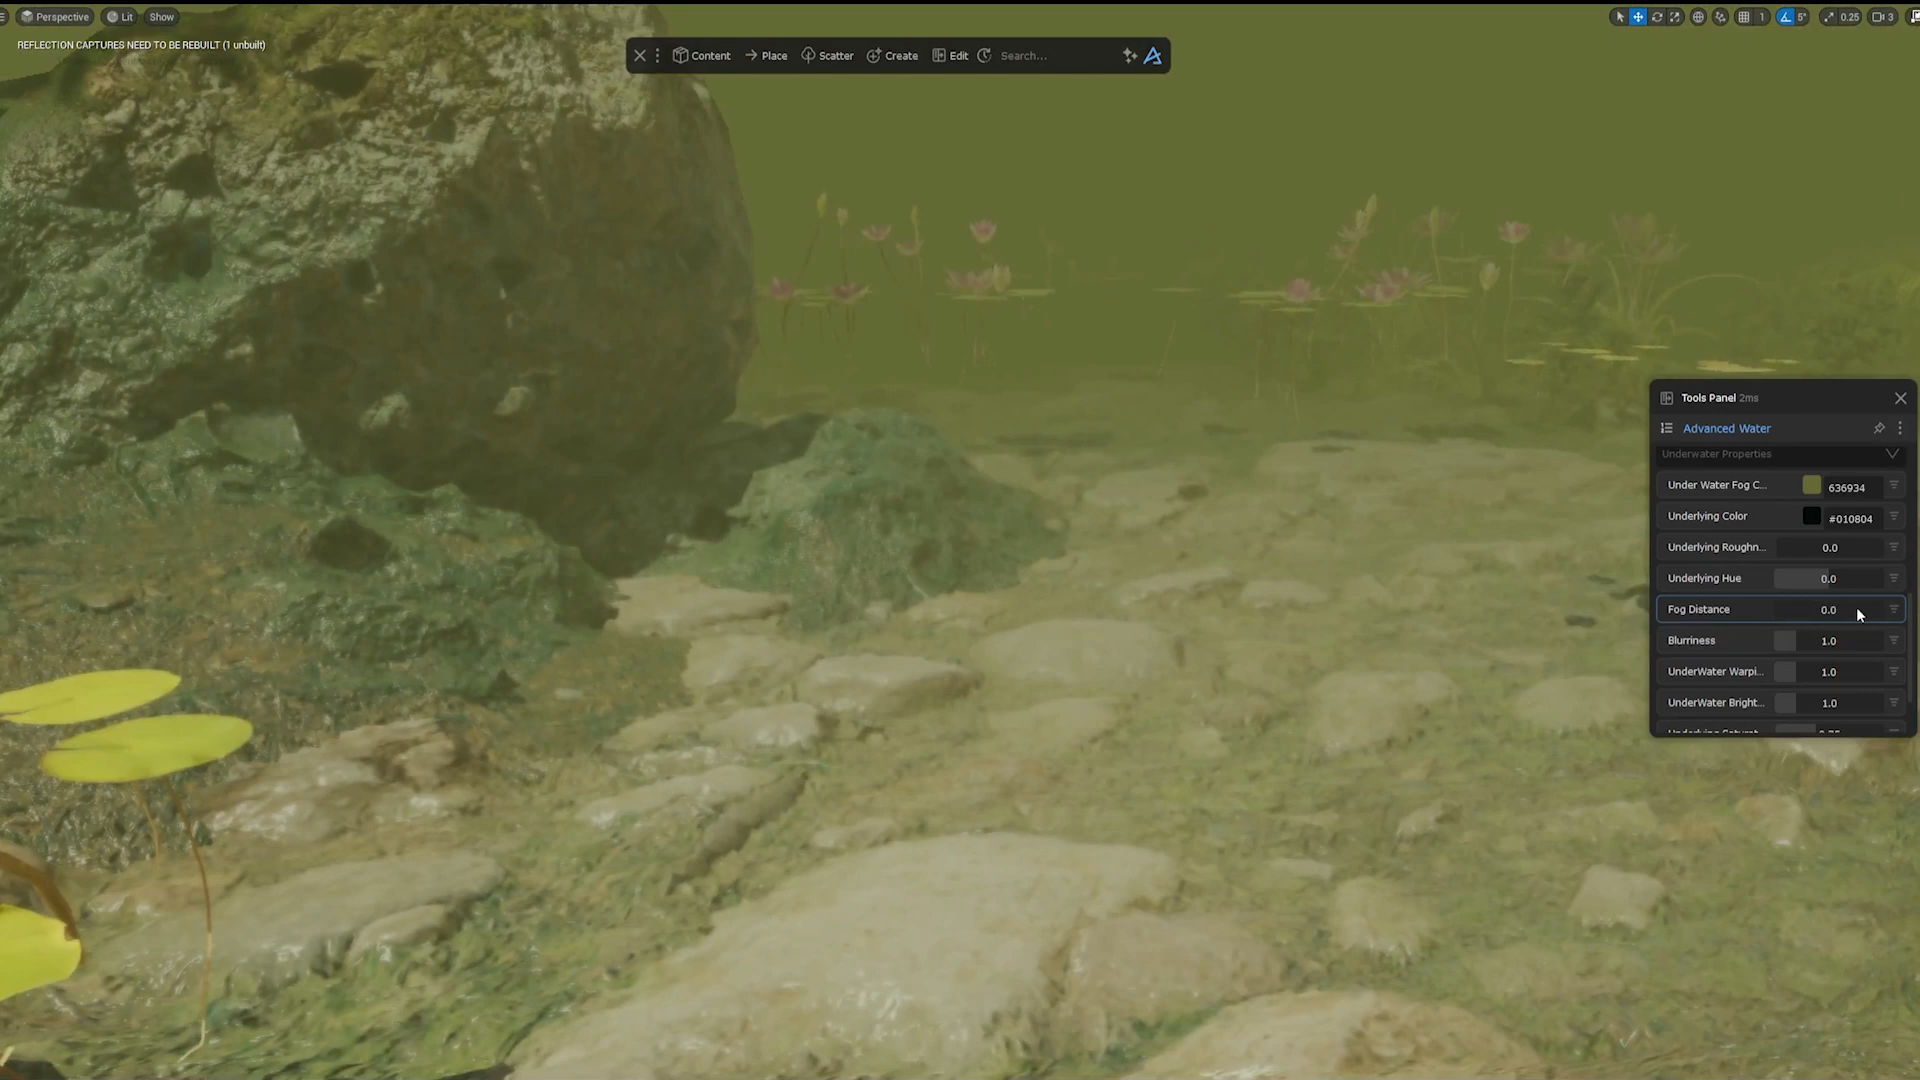 Perspective Lit Show
1 5° 0.25 3
REFLECTION CAPTURES NEED TO BE REBUILT (1 unbuilt)
Content Place Scatter Create Edit Search...
Tools Panel 2ms
Advanced Water
Underwater Properties
Under Water Fog C... 636934
Underlying Color #010804
Underlying Roughn... 0.0
Underlying Hue 0.0
Fog Distance 0.0
Blurriness 1.0
UnderWater Warpi... 1.0
UnderWater Bright... 1.0